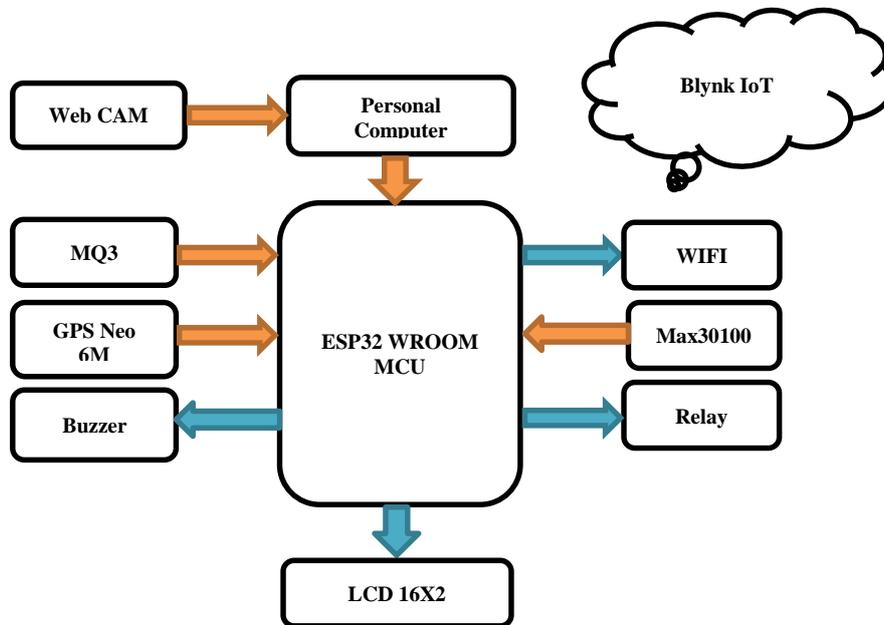 Blynk IoT
Web CAM
Personal
Computer
MQ3
WIFI
GPS Neo
6M
ESP32 WROOM
MCU
Max30100
Buzzer
Relay
LCD 16X2